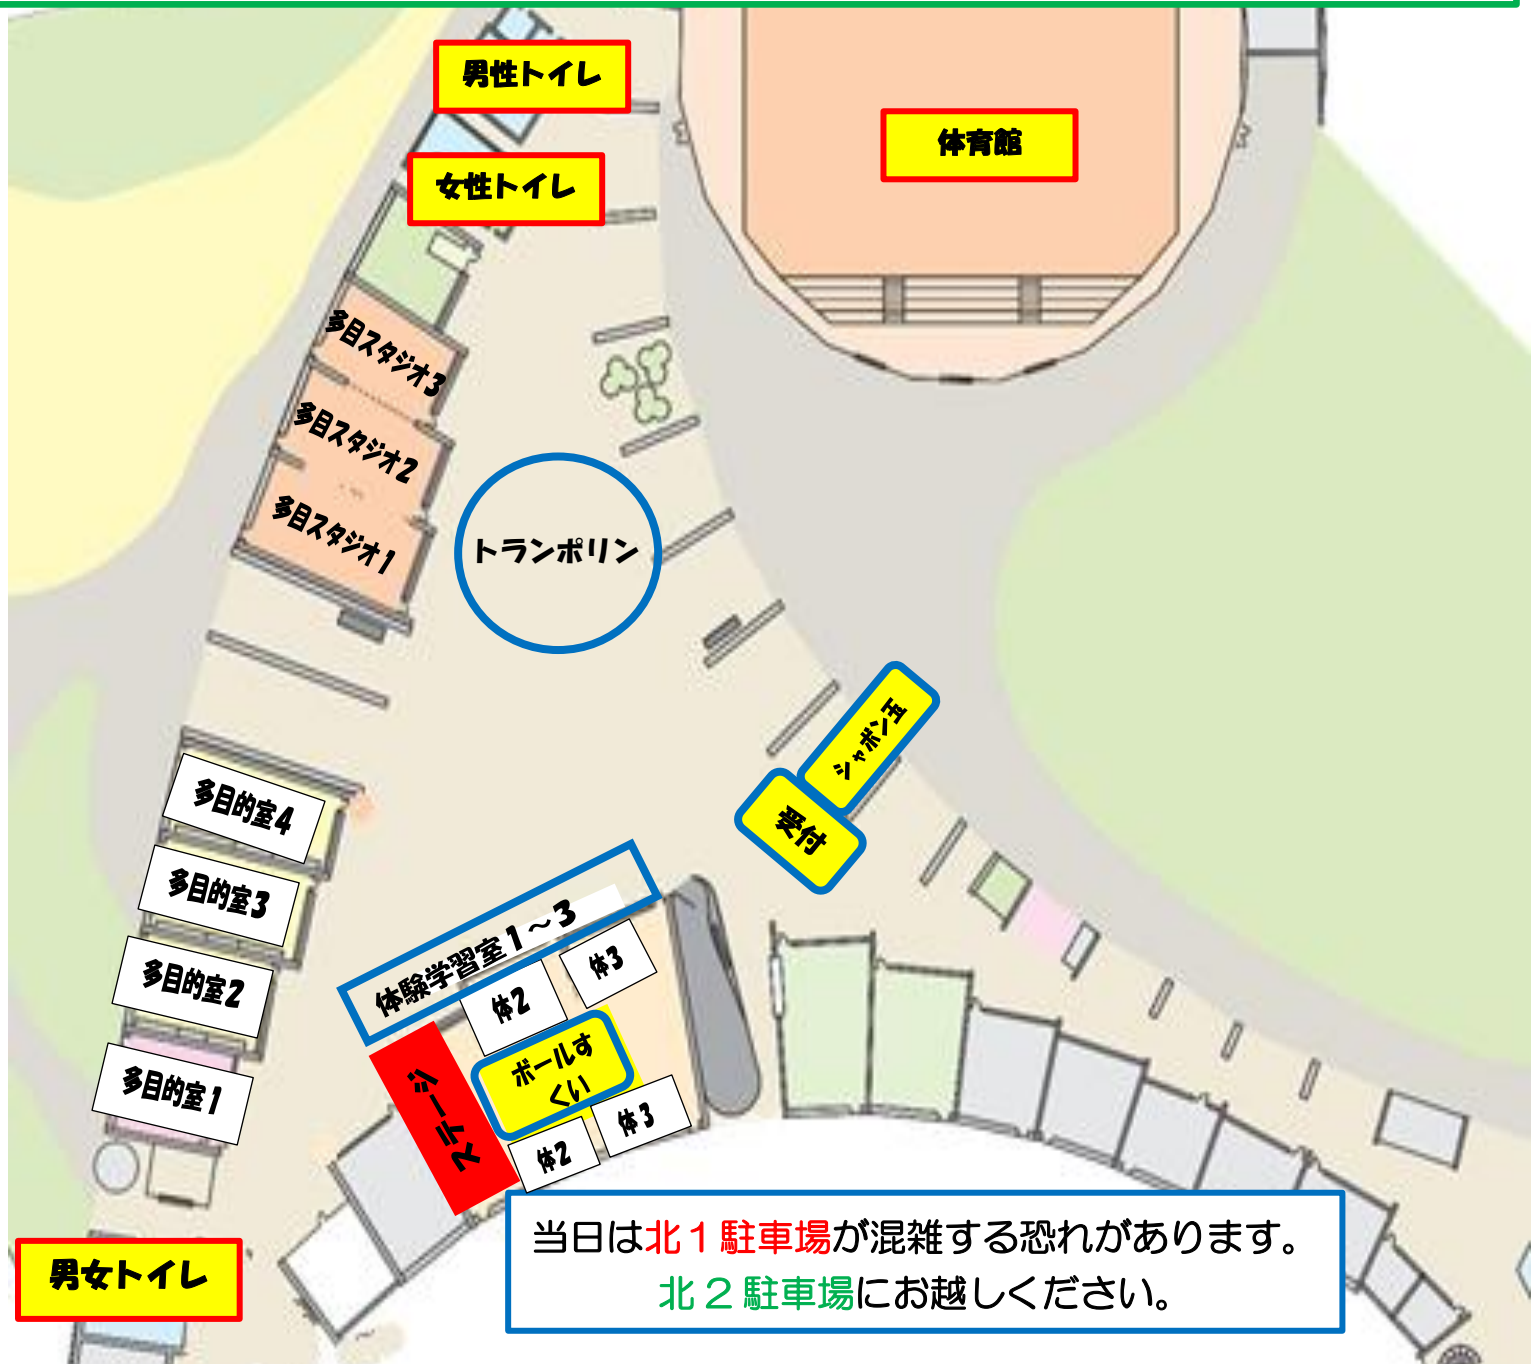 男性トイレ
体育館
女性トイレ
多目スタジオ3
多目スタジオ2
多目スタジオ1
トランポリン
シャボン玉
受付
多目的室4
多目的室3
多目的室2
多目的室1
体験学習室1～3
体3
体2
ボールす
くい
ステージ
体3
体2
男女トイレ
当日は北1駐車場が混雑する恐れがあります。
北2駐車場にお越しください。